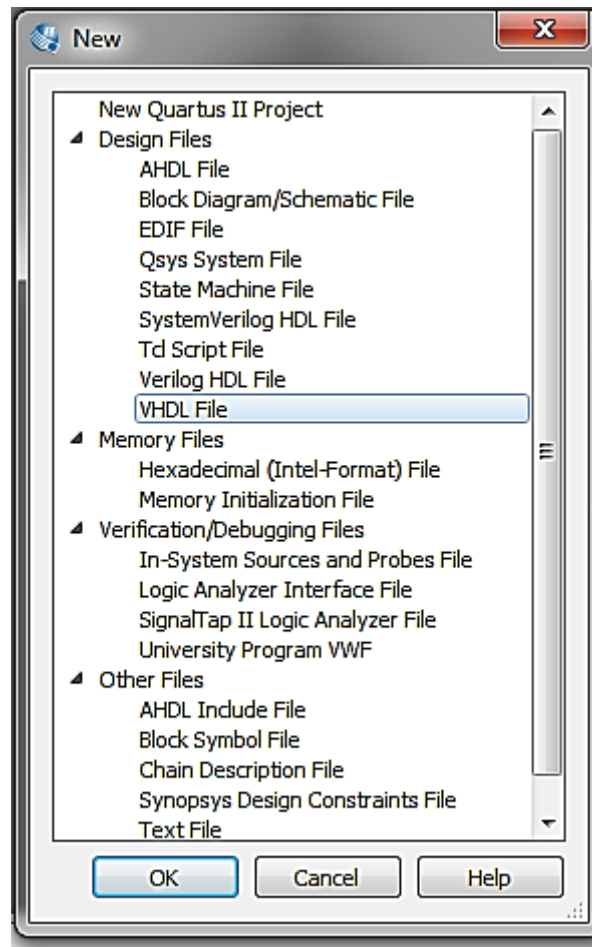 New
New Quartus II Project
Design Files
AHDL File
Block Diagram/Schematic File
EDIF File
Qsys System File
State Machine File
SystemVerilog HDL File
Tcl Script File
Verilog HDL File
VHDL File
Memory Files
Hexadecimal (Intel-Format) File
Memory Initialization File
Verification/Debugging Files
In-System Sources and Probes File
Logic Analyzer Interface File
SignalTap II Logic Analyzer File
University Program VWF
Other Files
AHDL Include File
Block Symbol File
Chain Description File
Synopsys Design Constraints File
Text File
OK Cancel Help